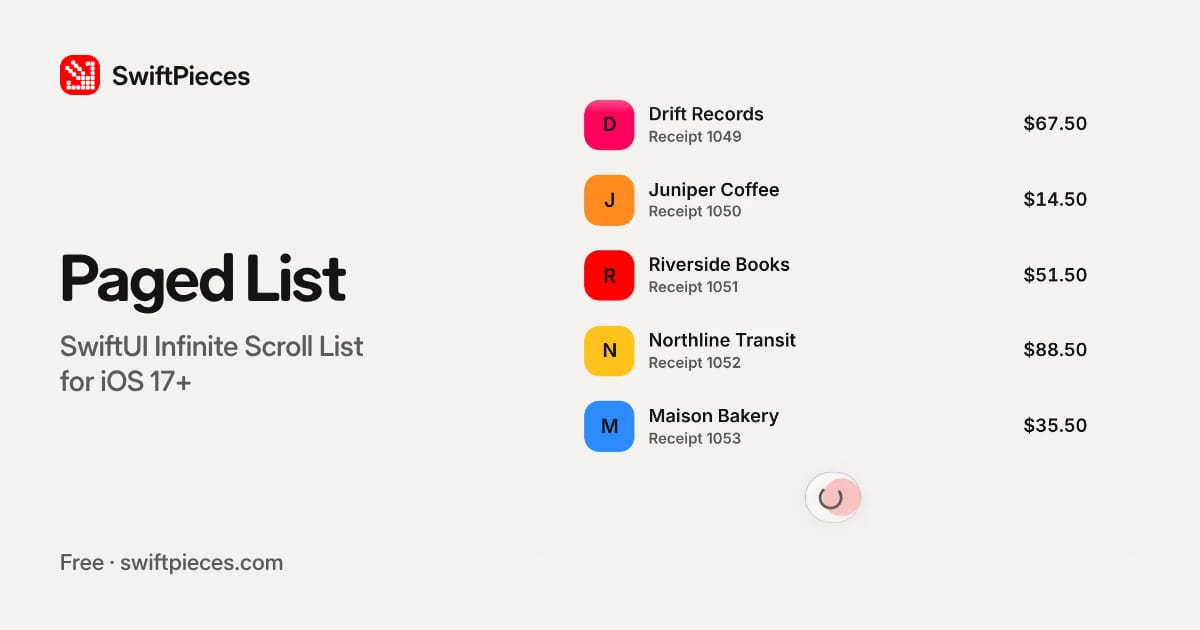 SwiftPieces
Paged List
SwiftUI Infinite Scroll List
for iOS 17+
Free · swiftpieces.com
D
Drift Records
Receipt 1049
$67.50
J
Juniper Coffee
Receipt 1050
$14.50
R
Riverside Books
Receipt 1051
$51.50
N
Northline Transit
Receipt 1052
$88.50
M
Maison Bakery
Receipt 1053
$35.50